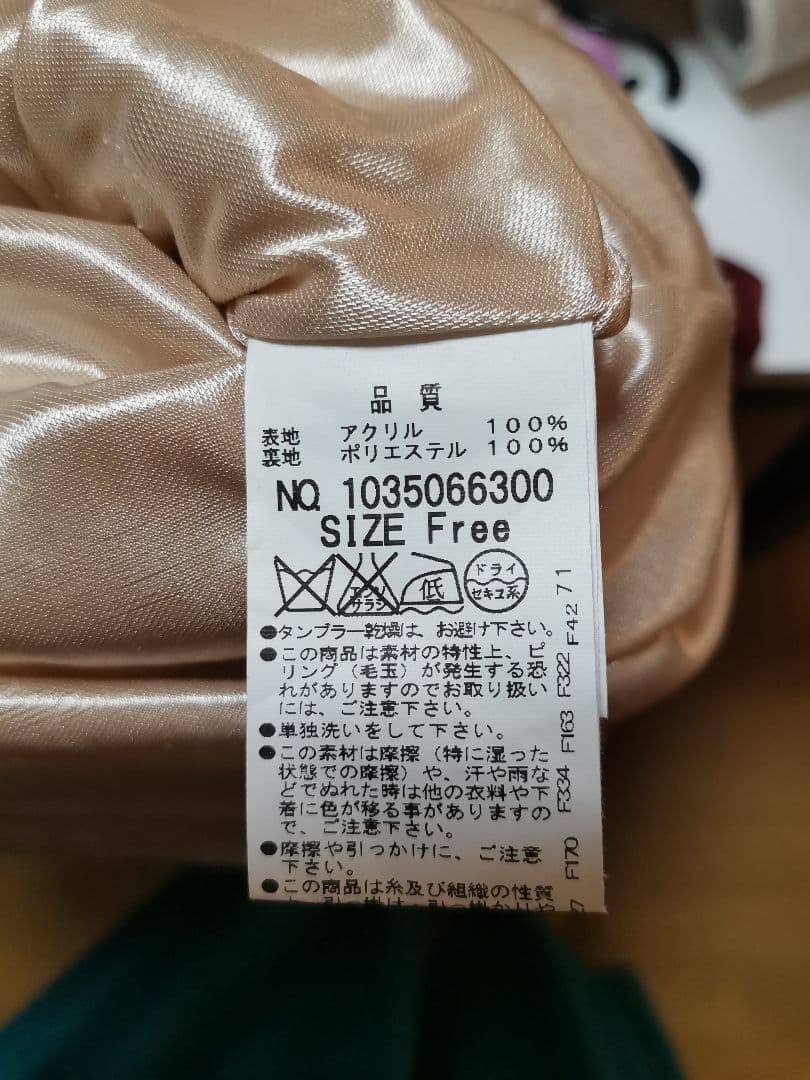 品質
表地 アクリル 100%
裏地 ポリエステル 100%
NO. 1035066300
SIZE Free
エンソサラシ 低 ドライ セキユ系
●タンブラー乾燥は、お避け下さい。
●この商品は素材の特性上、ピ
リング(毛玉)が発生する恐
れがありますのでお取り扱い
には、ご注意下さい。
●単独洗いをして下さい。
●この素材は摩擦(特に湿った
状態での摩擦)や、汗や雨な
どでぬれた時は他の衣料や下
着に色が移る事がありますの
で、ご注意下さい。
●摩擦や引っかけに、ご注意
下さい。
●この商品は糸及び組織の性質
F170 F334 F163 F322 F42 71